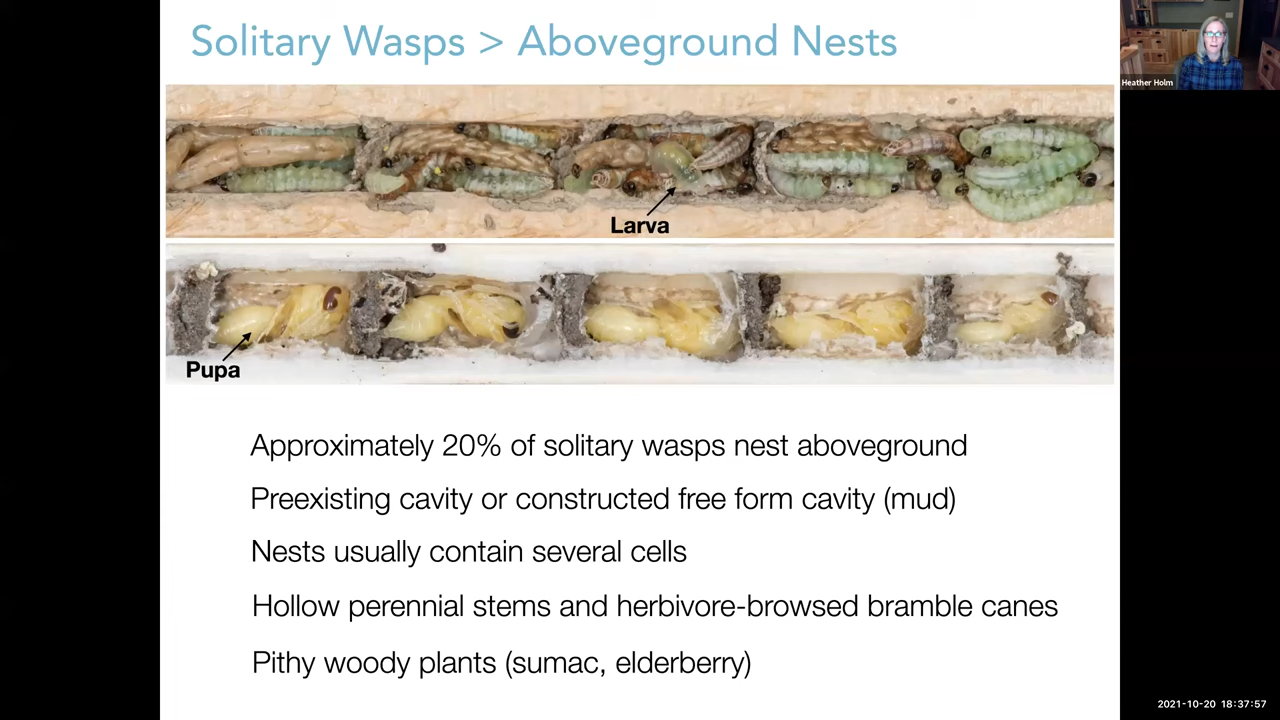 Solitary Wasps > Aboveground Nests
Heather Holm
Larva
Pupa
Approximately 20% of solitary wasps nest aboveground
Preexisting cavity or constructed free form cavity (mud)
Nests usually contain several cells
Hollow perennial stems and herbivore-browsed bramble canes
Pithy woody plants (sumac, elderberry)
2021-10-20 18:37:57